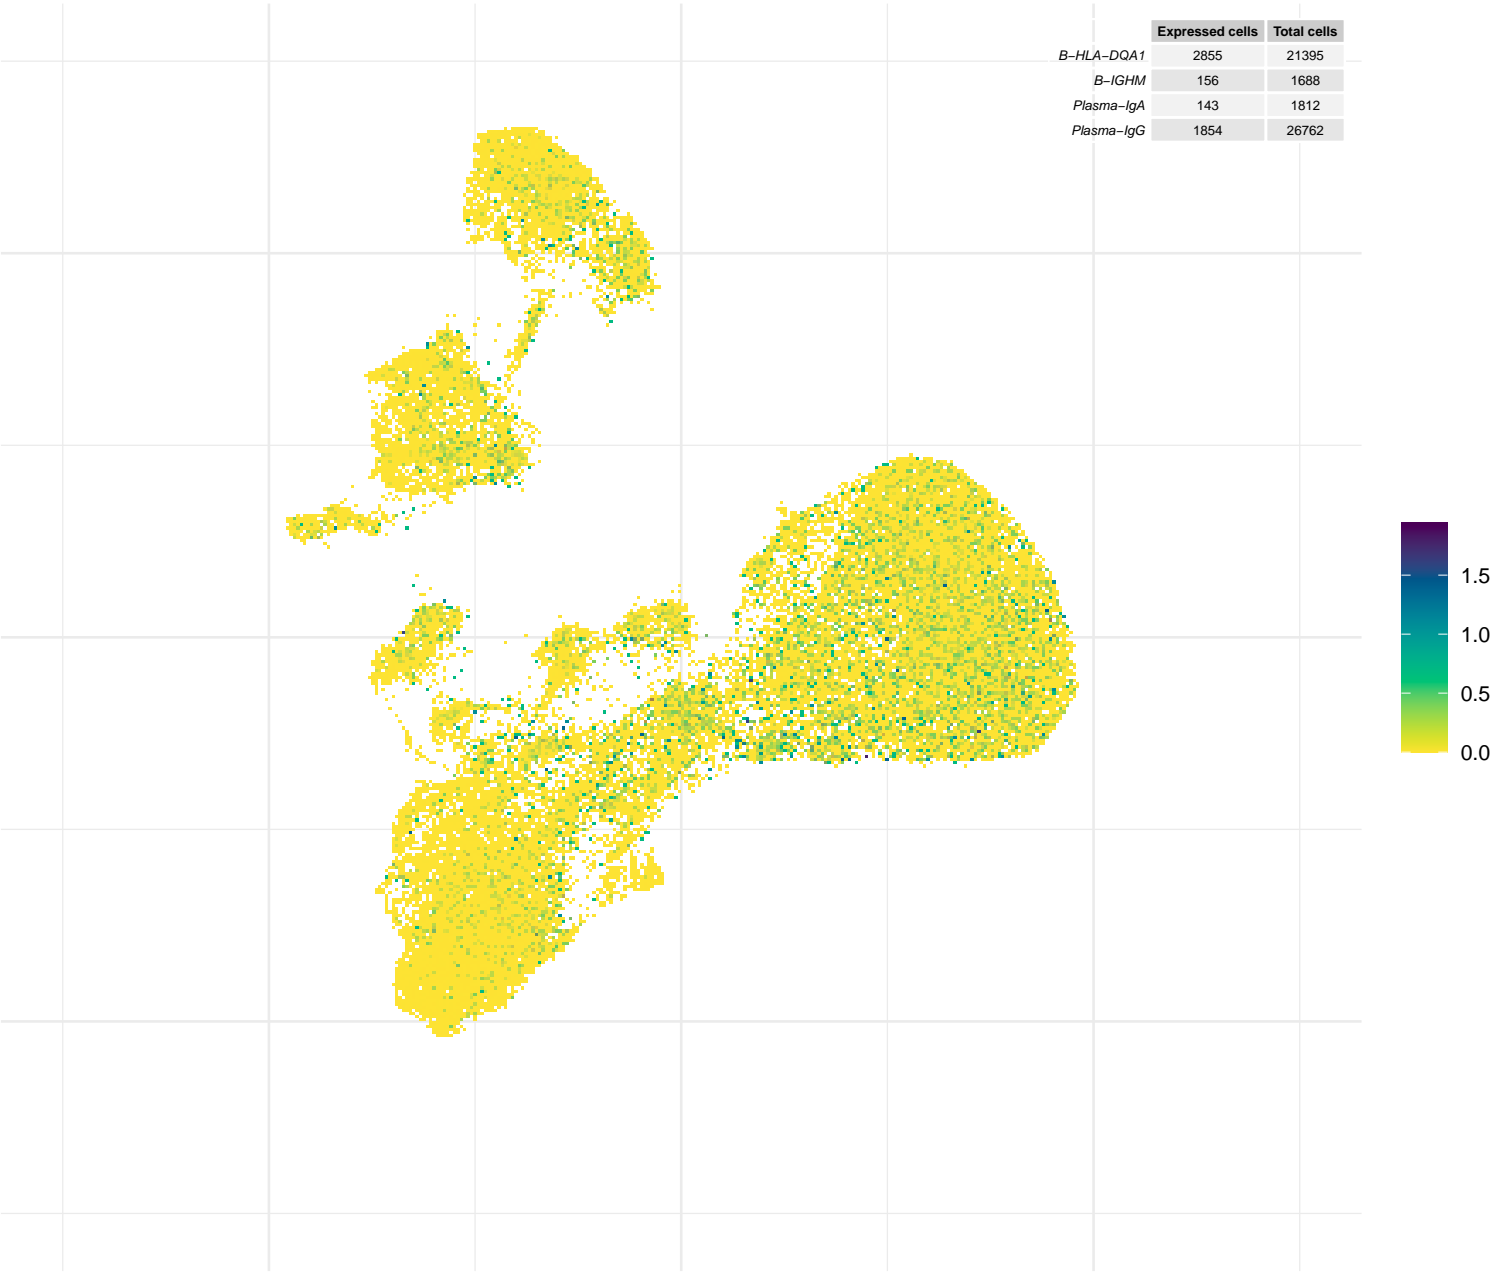 Expressed cells Total cells
B−HLA−DQA1 2855 21395
B−IGHM 156 1688
Plasma−IgA 143 1812
Plasma−IgG 1854 26762
1.5
1.0
0.5
0.0